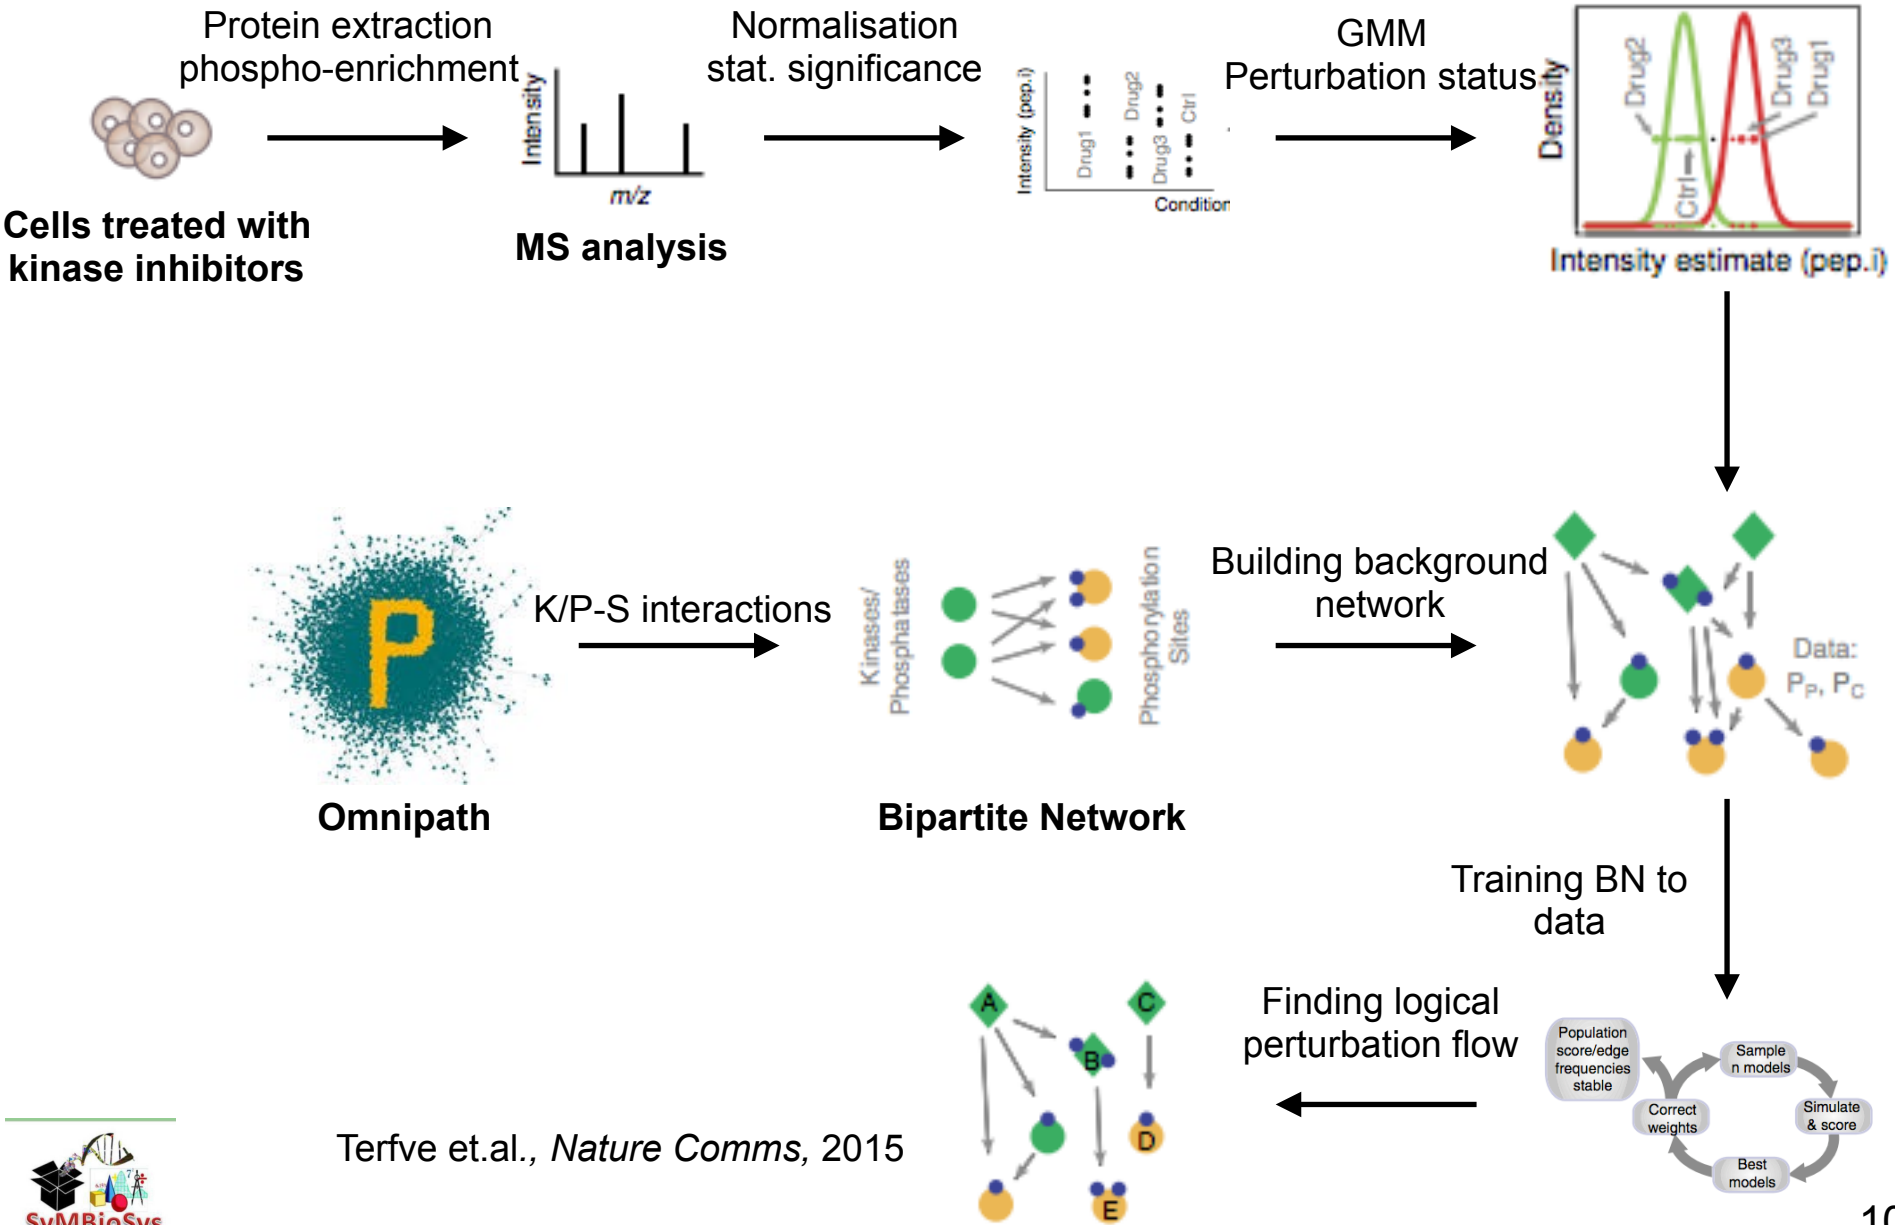 Protein extraction
phospho-enrichment
Normalisation
stat. significance
GMM
Perturbation status
Cells treated with
kinase inhibitors
Intensity
m/z
MS analysis
Intensity (pep.i)
Drug1
Drug2
Drug3
Ctrl
Condition
Density
Drug2
Ctrl
Drug3
Drug1
Intensity estimate (pep.i)
P
Omnipath
K/P-S interactions
Kinases/
Phosphatases
Phosphorylation
Sites
Bipartite Network
Building background
network
Data:
PP, PC
Training BN to
data
Population
score/edge
frequencies
stable
Sample
n models
Simulate
& score
Best
models
Correct
weights
Finding logical
perturbation flow
A
C
B
D
E
Terfve et.al., Nature Comms, 2015
SyMBioSys
10